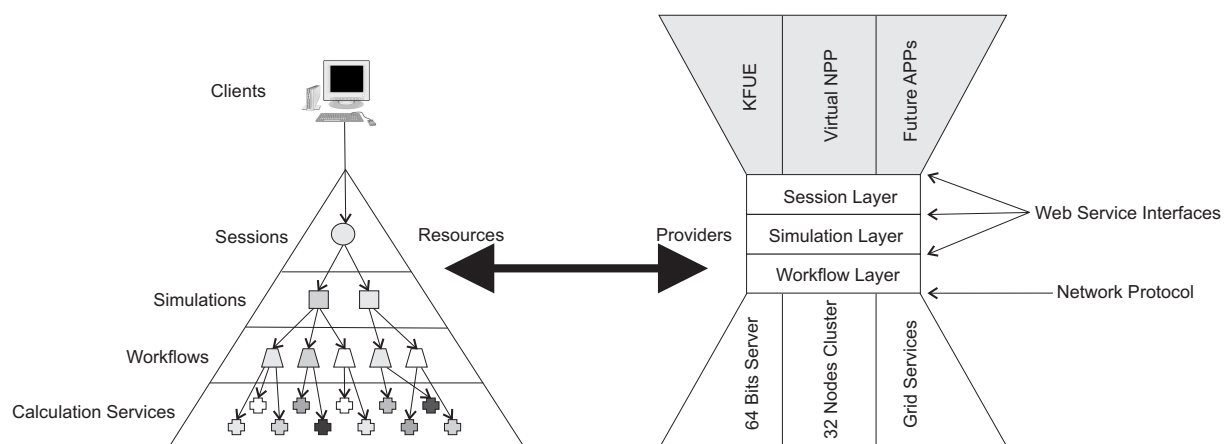 Clients
Sessions
Simulations
Workflows
Calculation Services
Resources
Providers
KFUE
Virtual NPP
Future APPs
Session Layer
Simulation Layer
Workflow Layer
64 Bits Server
32 Nodes Cluster
Grid Services
Web Service Interfaces
Network Protocol